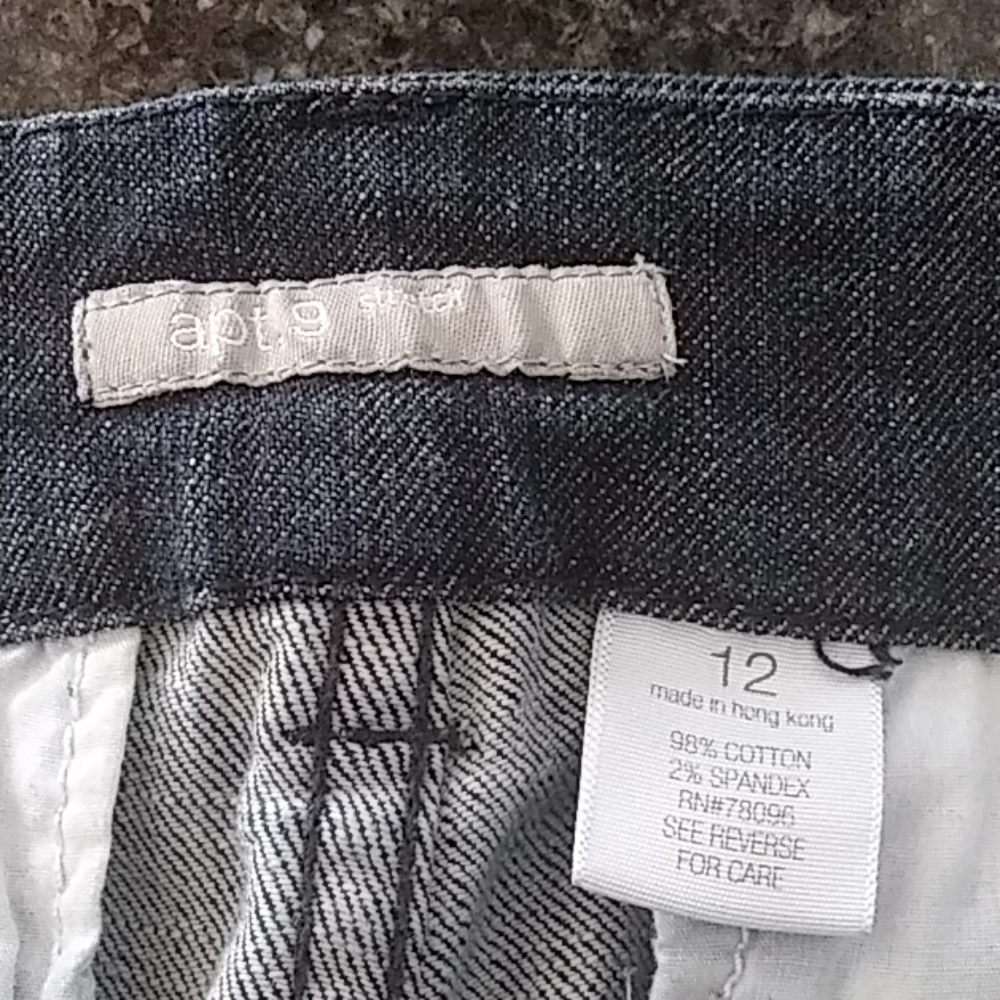 apt.9 stretch
12
made in hong kong
98% COTTON
2% SPANDEX
RN#78096
SEE REVERSE
FOR CARE